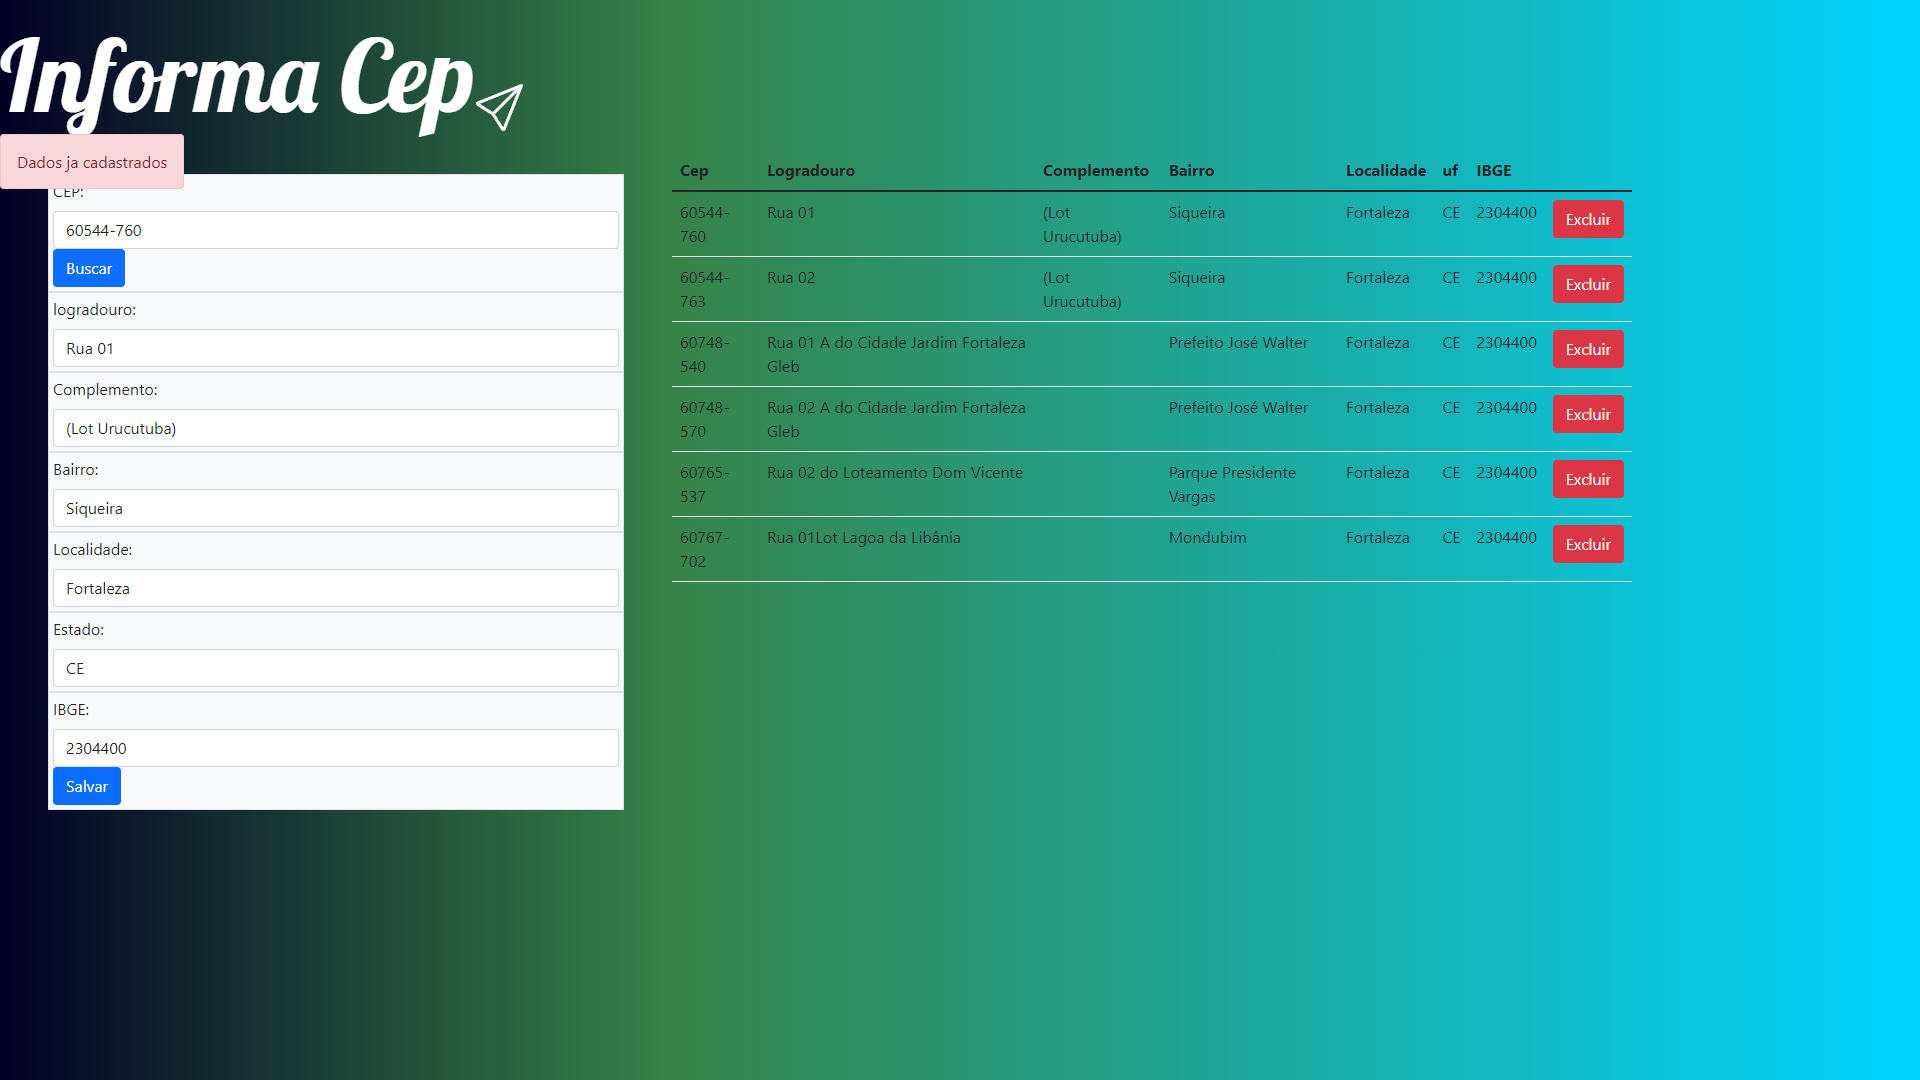 Informa Cep
Dados ja cadastrados
CEP:
60544-760
Buscar
logradouro:
Rua 01
Complemento:
(Lot Urucutuba)
Bairro:
Siqueira
Localidade:
Fortaleza
Estado:
CE
IBGE:
2304400
Salvar
Cep Logradouro Complemento Bairro Localidade uf IBGE
60544- Rua 01 (Lot Siqueira Fortaleza CE 2304400 Excluir
760 Urucutuba)
60544- Rua 02 (Lot Siqueira Fortaleza CE 2304400 Excluir
763 Urucutuba)
60748- Rua 01 A do Cidade Jardim Fortaleza Prefeito José Walter Fortaleza CE 2304400 Excluir
540 Gleb
60748- Rua 02 A do Cidade Jardim Fortaleza Prefeito José Walter Fortaleza CE 2304400 Excluir
570 Gleb
60765- Rua 02 do Loteamento Dom Vicente Parque Presidente Fortaleza CE 2304400 Excluir
537 Vargas
60767- Rua 01Lot Lagoa da Libânia Mondubim Fortaleza CE 2304400 Excluir
702